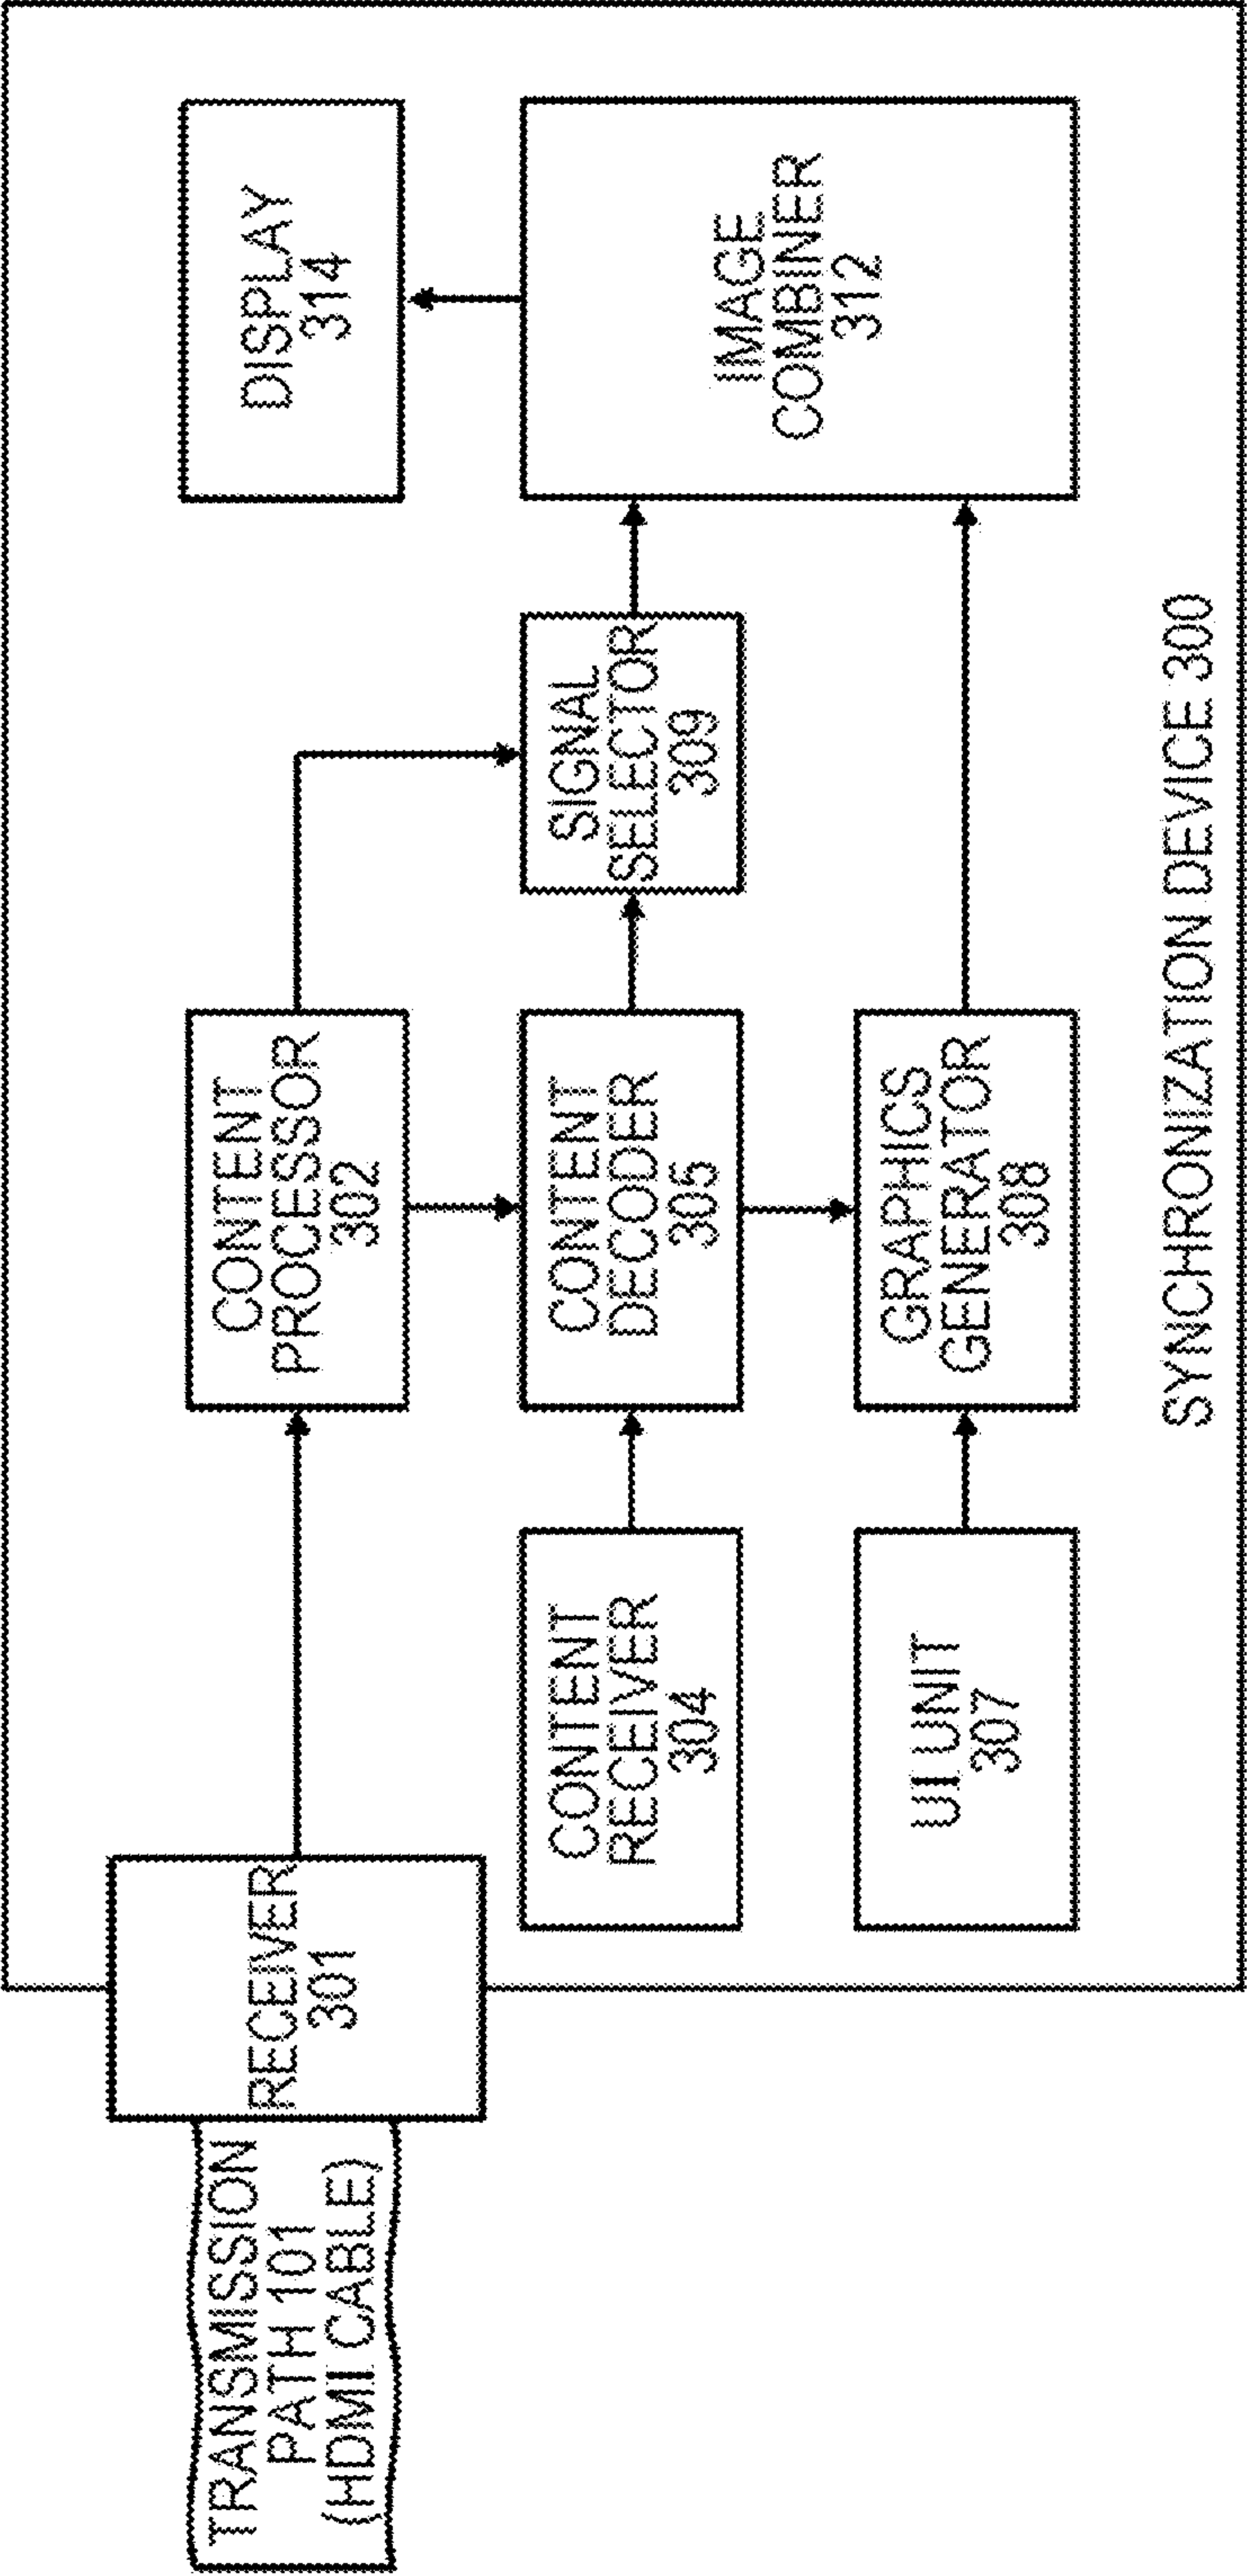 TRANSMISSION
PATH 101
(HDMI CABLE)
RECEIVER
301
CONTENT
PROCESSOR
302
DISPLAY
314
CONTENT
RECEIVER
304
CONTENT
DECODER
305
SIGNAL
SELECTOR
309
IMAGE
COMBINER
312
UI UNIT
307
GRAPHICS
GENERATOR
308
SYNCHRONIZATION DEVICE 300